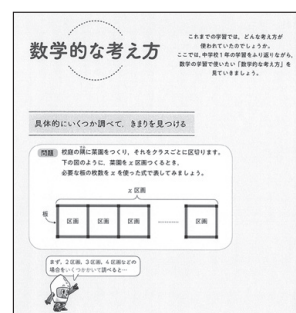 数学的な考え方
これまでの学習では、どんな考え方が
使われていたのでしょうか。
ここでは、中学校1年の学習をふり返りながら、
数学の学習で使いたい「数学的な考え方」を
見ていきましょう。
具体的にいくつか調べて、きまりを見つける
問題 校庭の隅に菜園をつくり、それをクラスごとに区切ります。
下の図のように、菜園を x 区画つくるとき、
必要な板の枚数を x を使った式で表してみましょう。
x 区画
板
区画 区画 区画 ………… 区画
まず、2区画、3区画、4区画などの
場合をいくつかかいて調べると…